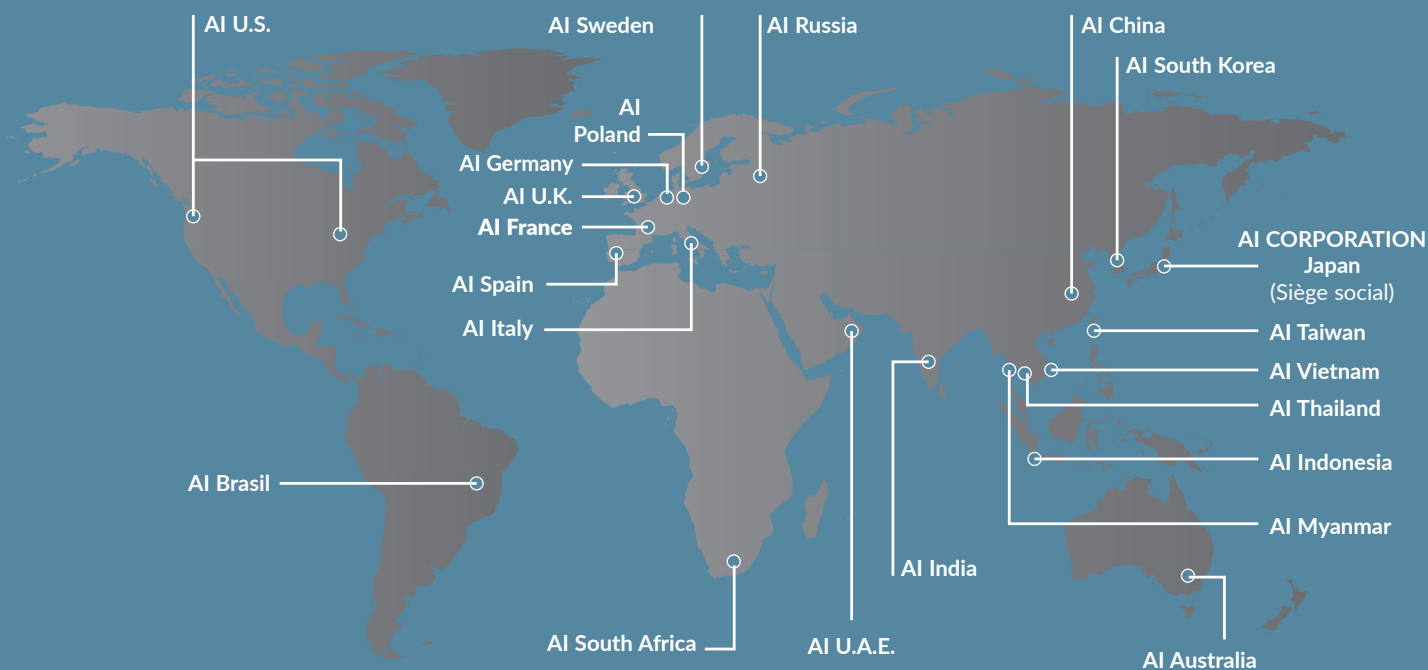 AI U.S.
AI Sweden
AI Russia
AI China
AI South Korea
AI
Poland
AI Germany
AI U.K.
AI France
AI Spain
AI Italy
AI CORPORATION
Japan
(Siège social)
AI Taiwan
AI Vietnam
AI Thailand
AI Indonesia
AI Myanmar
AI Brasil
AI India
AI South Africa
AI U.A.E.
AI Australia